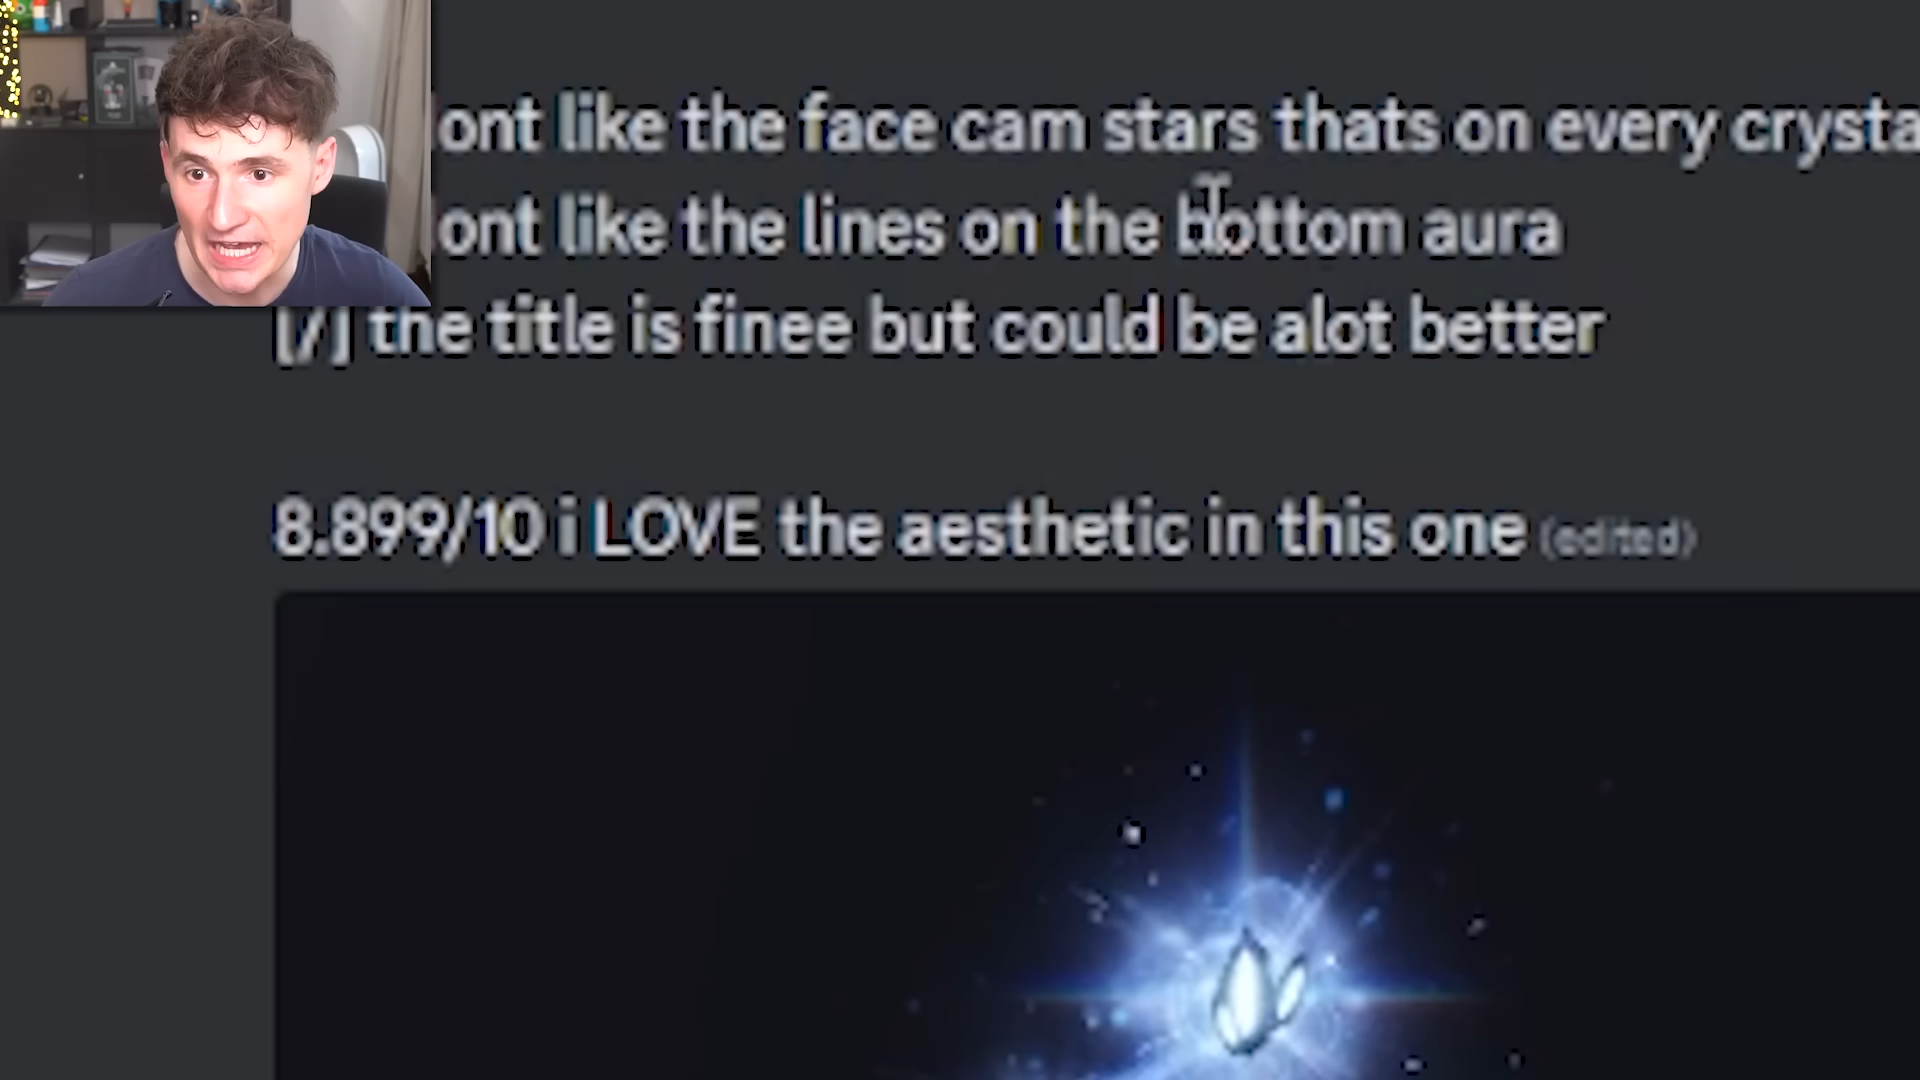 ont like the face cam stars thats on every crysta
ont like the lines on the bottom aura
[/] the title is finee but could be alot better
8.899/10 i LOVE the aesthetic in this one (edited)